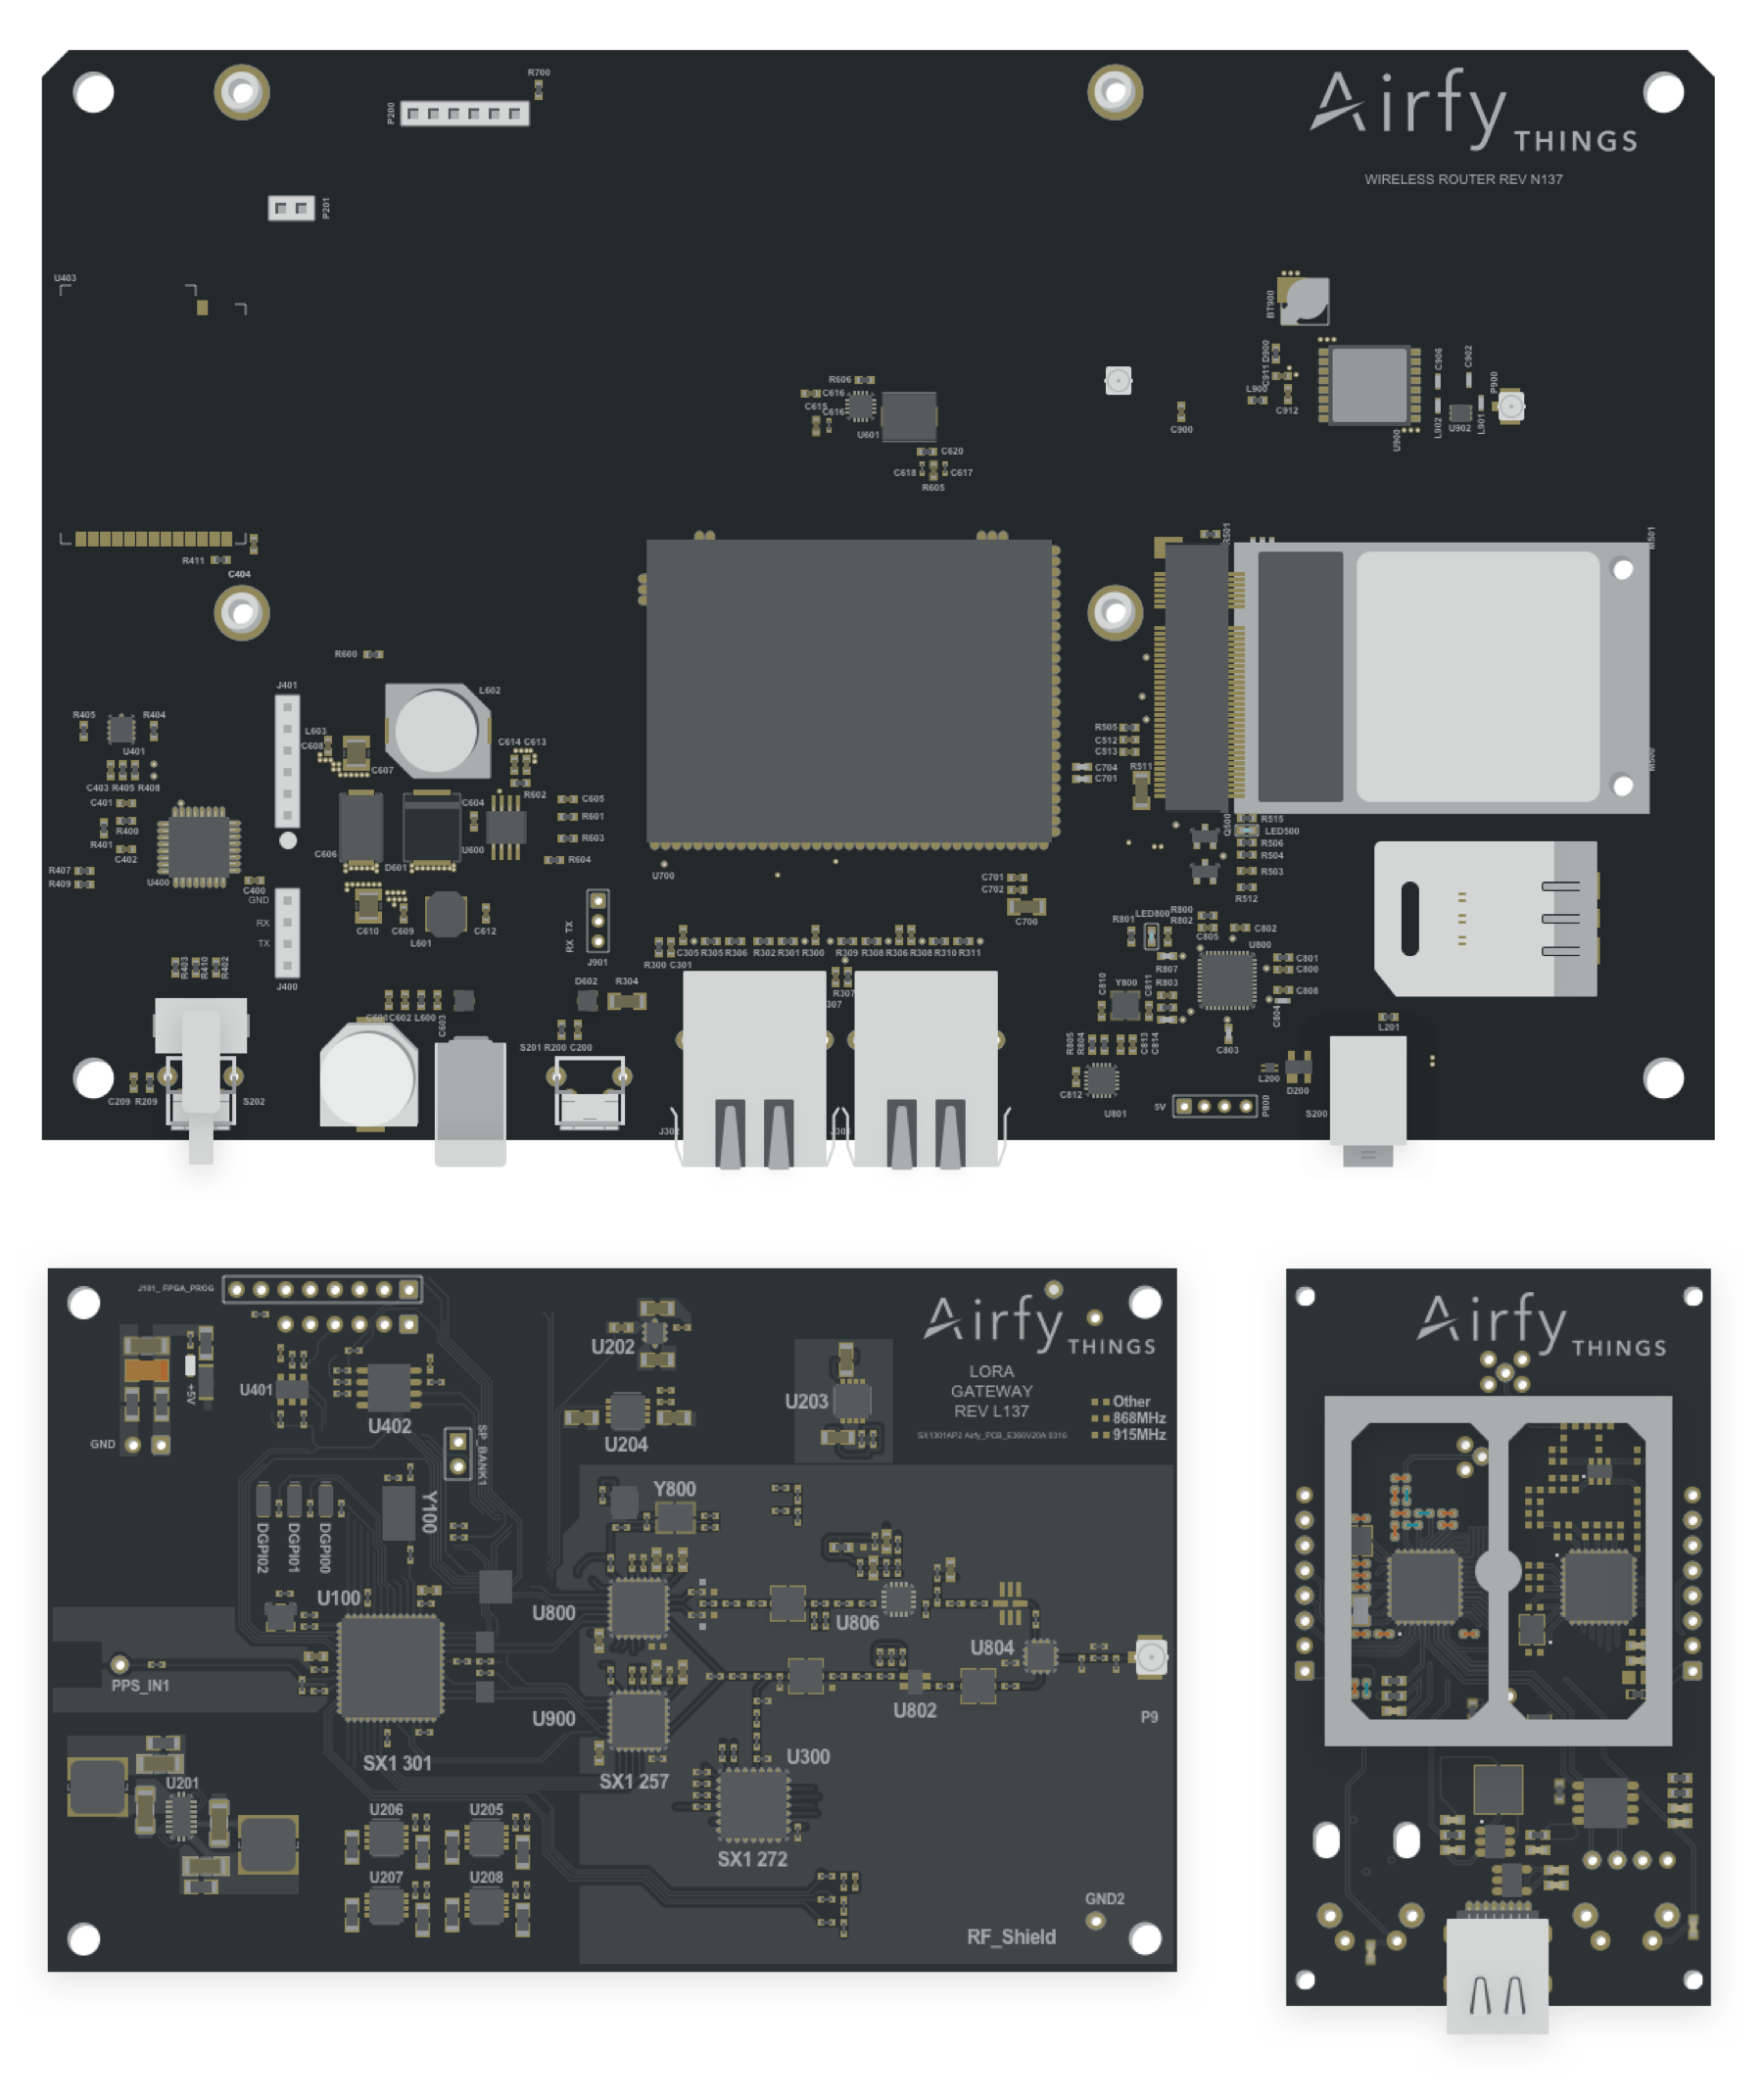 R700
P200
Airfy
THINGS
WIRELESS ROUTER REV N137
P201
U403
BT900
D900
C911
L900
C912
C906
C902
P900
L902
U902
L901
U900
C900
R606
C616
C615
C616
U601
C620
C618
C617
R605
R411
C404
R501
M501
M500
R600
J401
L602
R405
R404
U401
L603
C608
C607
C614 C613
R602
C403 R405 R408
C401
R400
R401
C402
R407
R409
U400
C400
GND
RX
TX
J400
C606
D601
C604
U600
C605
R601
R603
R604
C610
C609
L601
C612
RX TX
J901
U700
R505
C512
C513
R511
C704
C701
C701
C702
C700
Q500
R515
LED500
R506
R504
R503
R512
R403
R410
R402
C601 C602 L600
C603
D602
R304
R300 C301
C305 R305 R306 R302 R301 R300
R309 R308 R306 R308 R310 R311
R307
S201 R200 C200
C209 R209
S202
J302
LED800
R801
R800
R802
C805
C802
U800
R807
R803
C801
C800
C808
C804
C803
C810
Y800
C811
R805
R804
C813
C814
C812
U801
5V
P800
L201
L200
D200
S200
J101_ FPGA_PROG
+5V
GND
U401
U402
SP_BANK1
U202
U204
U203
Airfy
THINGS
LORA
GATEWAY
REV L137
SX1301AP2 Airfy_PCB_E366V20A 0316
Other
868MHz
915MHz
DGPIO2
DGPIO1
DGPIO0
Y100
Y800
U100
U800
U806
U804
PPS_IN1
U900
U802
P9
SX1 301
SX1 257
U300
SX1 272
U201
U206
U205
U207
U208
GND2
RF_Shield
Airfy
THINGS